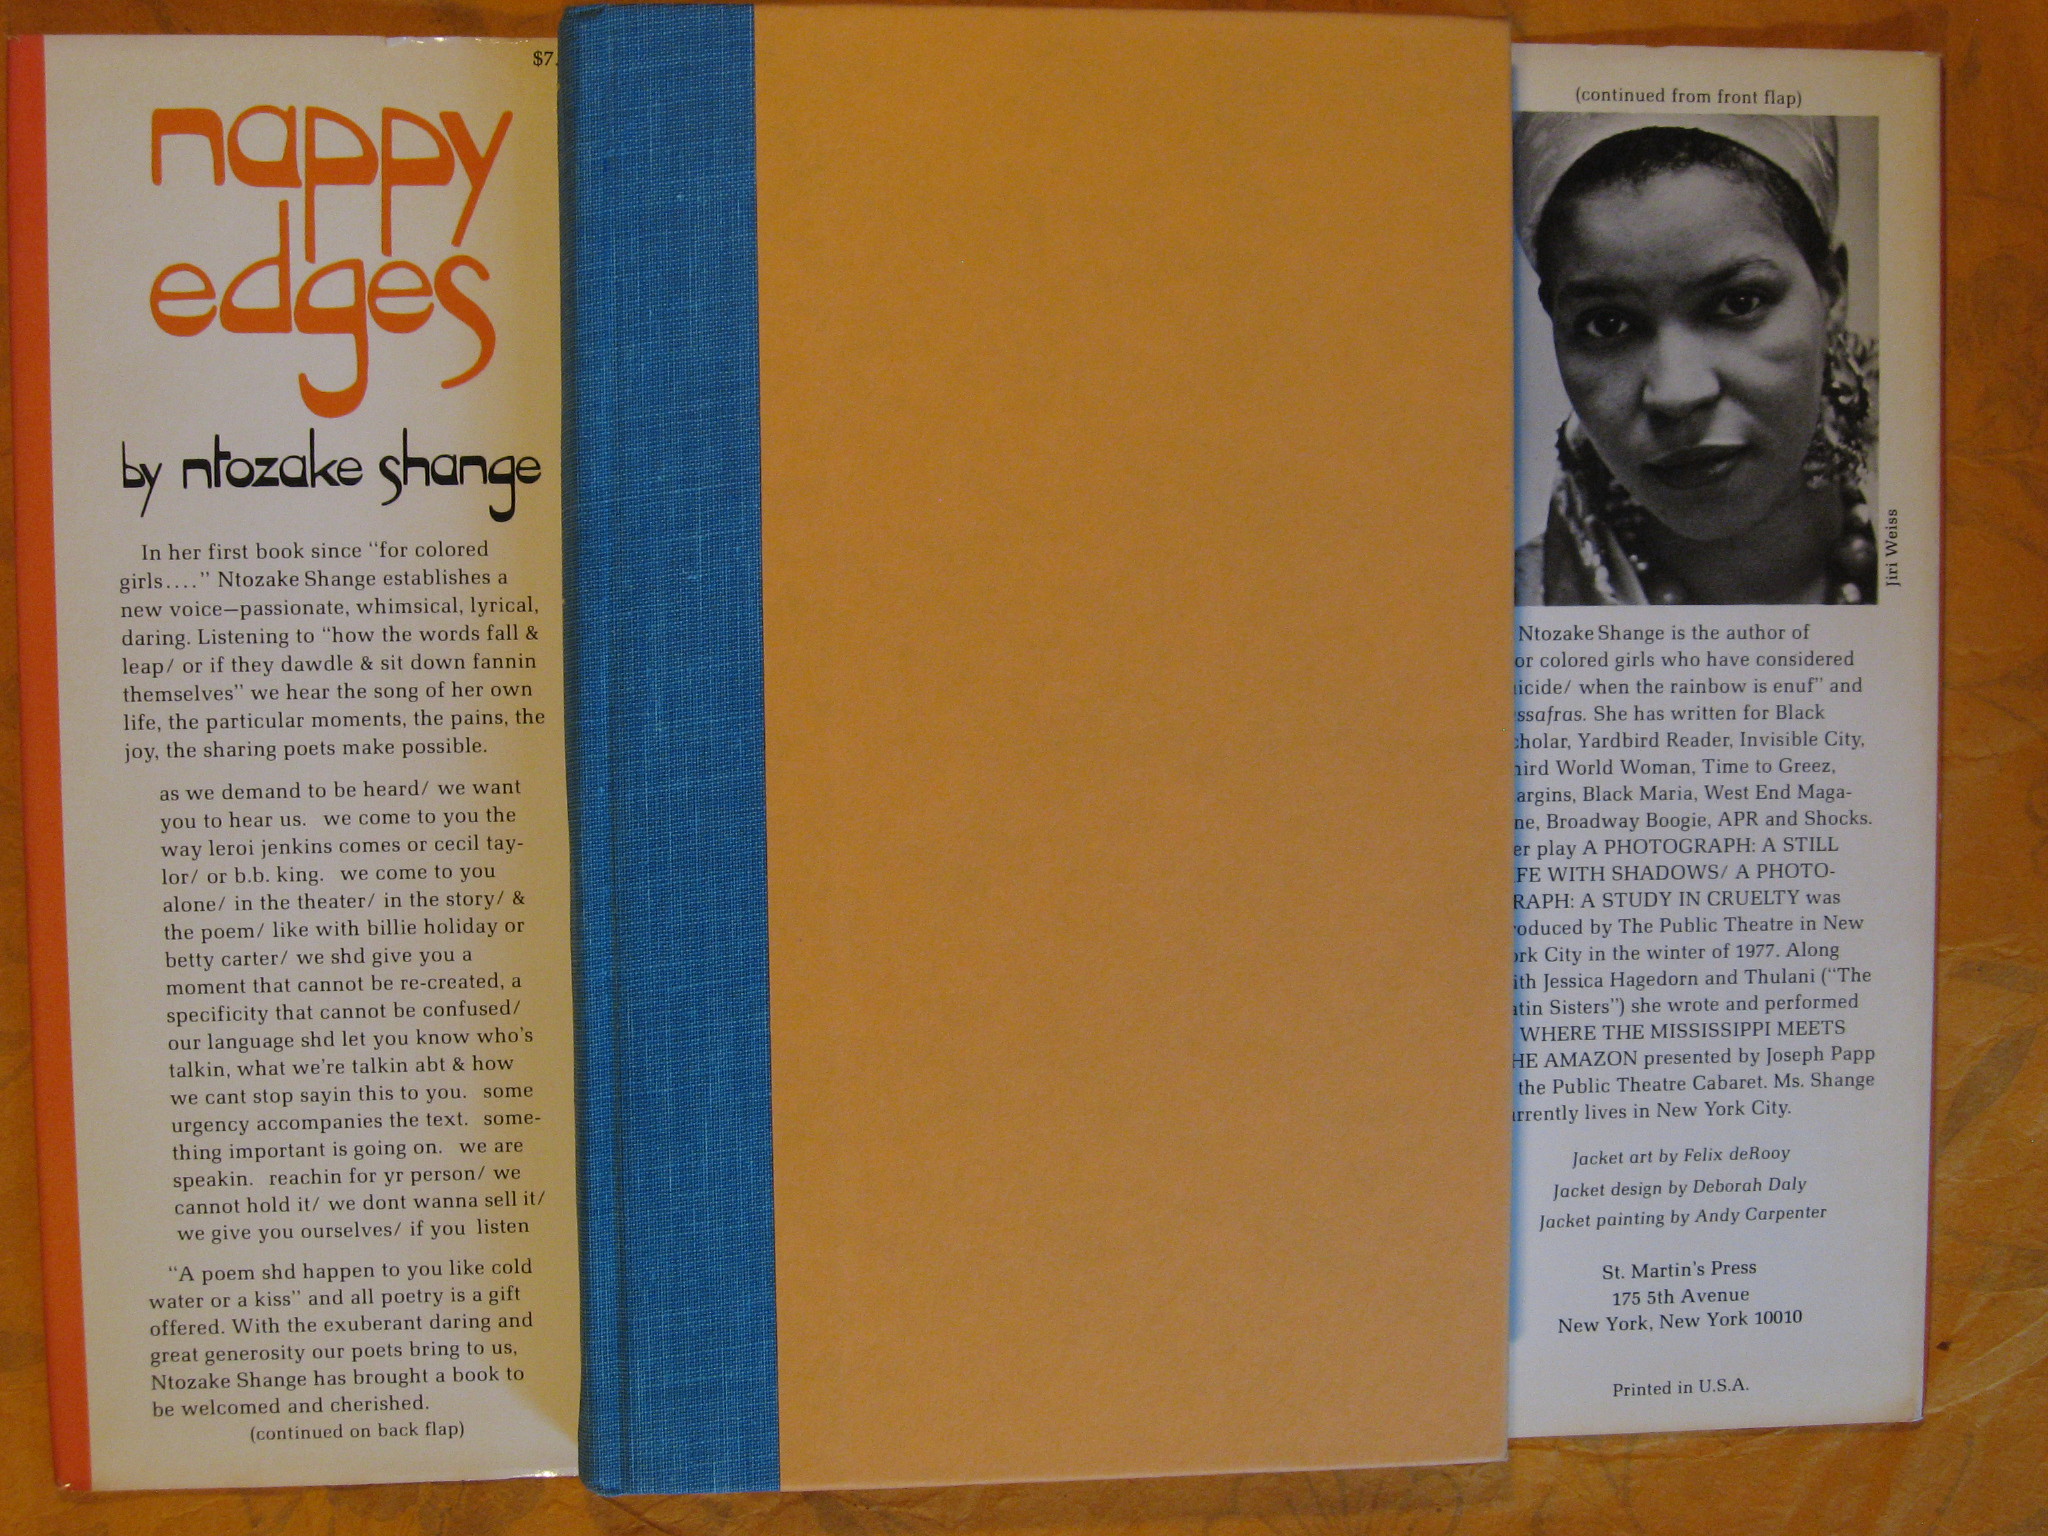 $7.
nappy
edges
by ntozake shange
In her first book since “for colored
girls....” Ntozake Shange establishes a
new voice—passionate, whimsical, lyrical,
daring. Listening to “how the words fall &
leap/ or if they dawdle & sit down fannin
themselves” we hear the song of her own
life, the particular moments, the pains, the
joy, the sharing poets make possible.
as we demand to be heard/ we want
you to hear us. we come to you the
way leroi jenkins comes or cecil tay-
lor/ or b.b. king. we come to you
alone/ in the theater/ in the story/ &
the poem/ like with billie holiday or
betty carter/ we shd give you a
moment that cannot be re-created, a
specificity that cannot be confused/
our language shd let you know who's
talkin, what we're talkin abt & how
we cant stop sayin this to you. some
urgency accompanies the text. some-
thing important is going on. we are
speakin. reachin for yr person/ we
cannot hold it/ we dont wanna sell it/
we give you ourselves/ if you listen
“A poem shd happen to you like cold
water or a kiss” and all poetry is a gift
offered. With the exuberant daring and
great generosity our poets bring to us,
Ntozake Shange has brought a book to
be welcomed and cherished.
(continued on back flap)
(continued from front flap)
Jiri Weiss
Ntozake Shange is the author of
or colored girls who have considered
icide/ when the rainbow is enuf” and
ssafras. She has written for Black
cholar, Yardbird Reader, Invisible City,
hird World Woman, Time to Greez,
argins, Black Maria, West End Maga-
ne, Broadway Boogie, APR and Shocks.
er play A PHOTOGRAPH: A STILL
FE WITH SHADOWS/ A PHOTO-
RAPH: A STUDY IN CRUELTY was
roduced by The Public Theatre in New
ork City in the winter of 1977. Along
ith Jessica Hagedorn and Thulani (“The
atin Sisters”) she wrote and performed
WHERE THE MISSISSIPPI MEETS
HE AMAZON presented by Joseph Papp
the Public Theatre Cabaret. Ms. Shange
urrently lives in New York City.
Jacket art by Felix deRooy
Jacket design by Deborah Daly
Jacket painting by Andy Carpenter
St. Martin's Press
175 5th Avenue
New York, New York 10010
Printed in U.S.A.